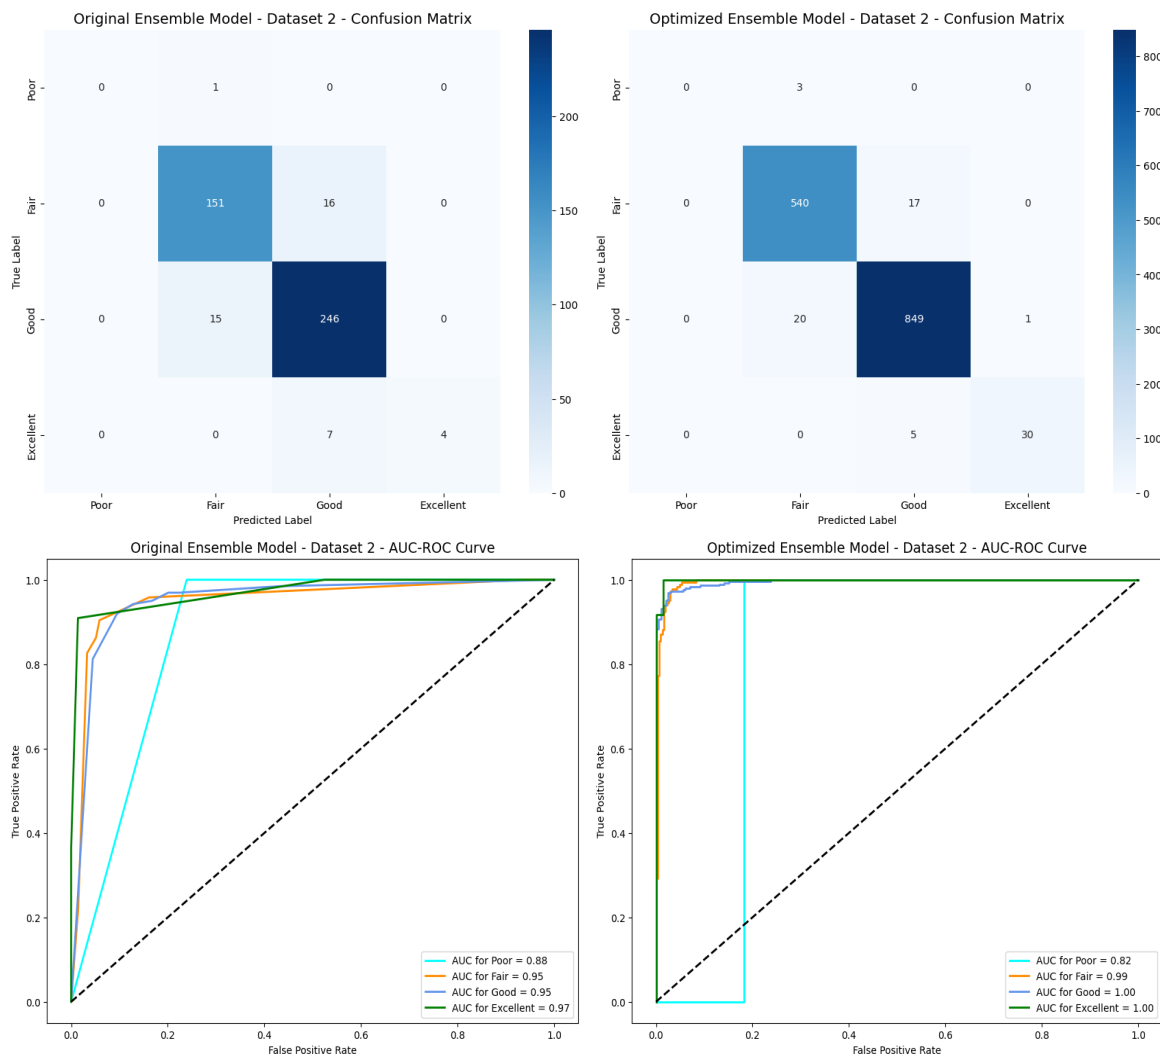 Original Ensemble Model - Dataset 2 - Confusion Matrix
Poor 0 1 0 0
Fair 0 151 16 0
Good 0 15 246 0
Excellent 0 0 7 4
True Label
Poor Fair Good Excellent
Predicted Label
200
150
100
50
0
Optimized Ensemble Model - Dataset 2 - Confusion Matrix
Poor 0 3 0 0
Fair 0 540 17 0
Good 0 20 849 1
Excellent 0 0 5 30
True Label
Poor Fair Good Excellent
Predicted Label
800
700
600
500
400
300
200
100
0
Original Ensemble Model - Dataset 2 - AUC-ROC Curve
1.0
0.8
0.6
0.4
0.2
0.0
True Positive Rate
AUC for Poor = 0.88
AUC for Fair = 0.95
AUC for Good = 0.95
AUC for Excellent = 0.97
0.0 0.2 0.4 0.6 0.8 1.0
False Positive Rate
Optimized Ensemble Model - Dataset 2 - AUC-ROC Curve
1.0
0.8
0.6
0.4
0.2
0.0
True Positive Rate
AUC for Poor = 0.82
AUC for Fair = 0.99
AUC for Good = 1.00
AUC for Excellent = 1.00
0.0 0.2 0.4 0.6 0.8 1.0
False Positive Rate